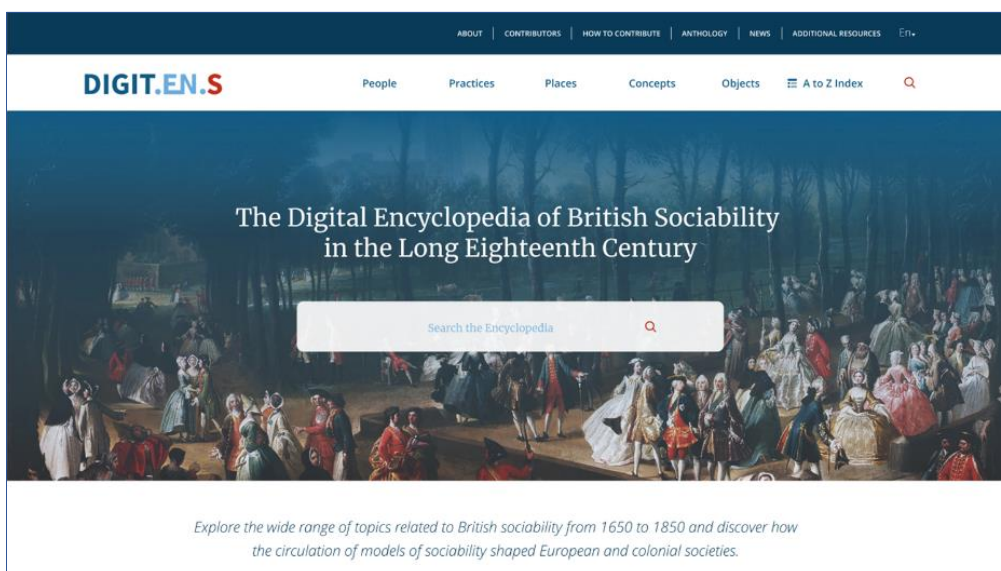 ABOUT | CONTRIBUTORS | HOW TO CONTRIBUTE | ANTHOLOGY | NEWS | ADDITIONAL RESOURCES En
DIGIT.EN.S People Practices Places Concepts Objects A to Z Index
The Digital Encyclopedia of British Sociability
in the Long Eighteenth Century
Search the Encyclopedia
Explore the wide range of topics related to British sociability from 1650 to 1850 and discover how
the circulation of models of sociability shaped European and colonial societies.